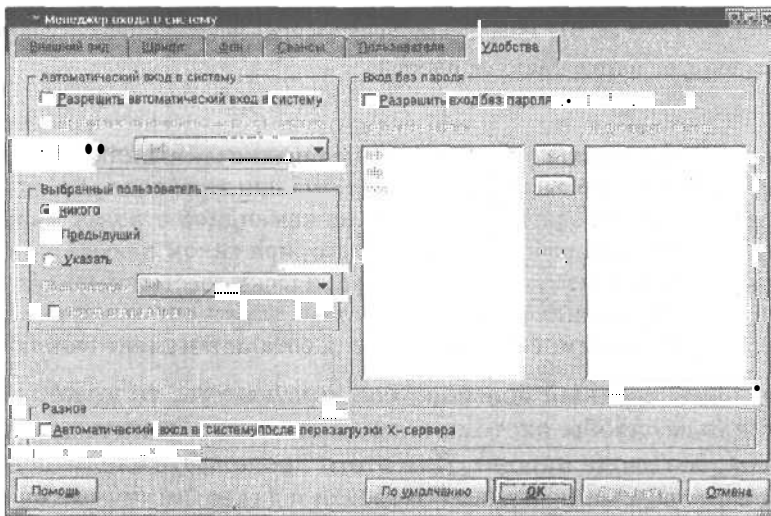 Менеджер входа в систему
Внешний вид Шрифт Фон Сеансы Пользователи Удобства
Автоматический вход в систему
Разрешить автоматический вход в систему
Выбранный пользователь
Никого
Предыдущий
Указать
Вход без пароля
Разрешить вход без пароля
Разное
Автоматический вход в систему после перезагрузки X-сервера
Помощь По умолчанию OK Отмена